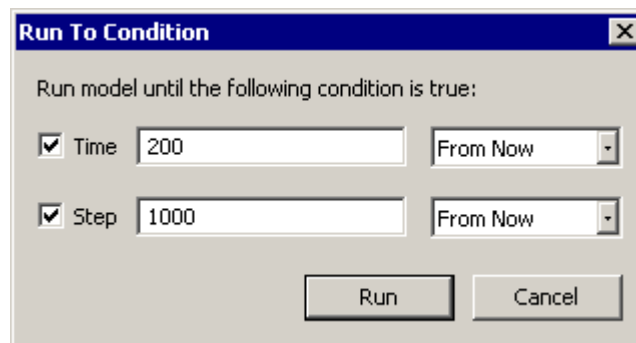 Run To Condition
Run model until the following condition is true:
Time 200 From Now
Step 1000 From Now
Run Cancel